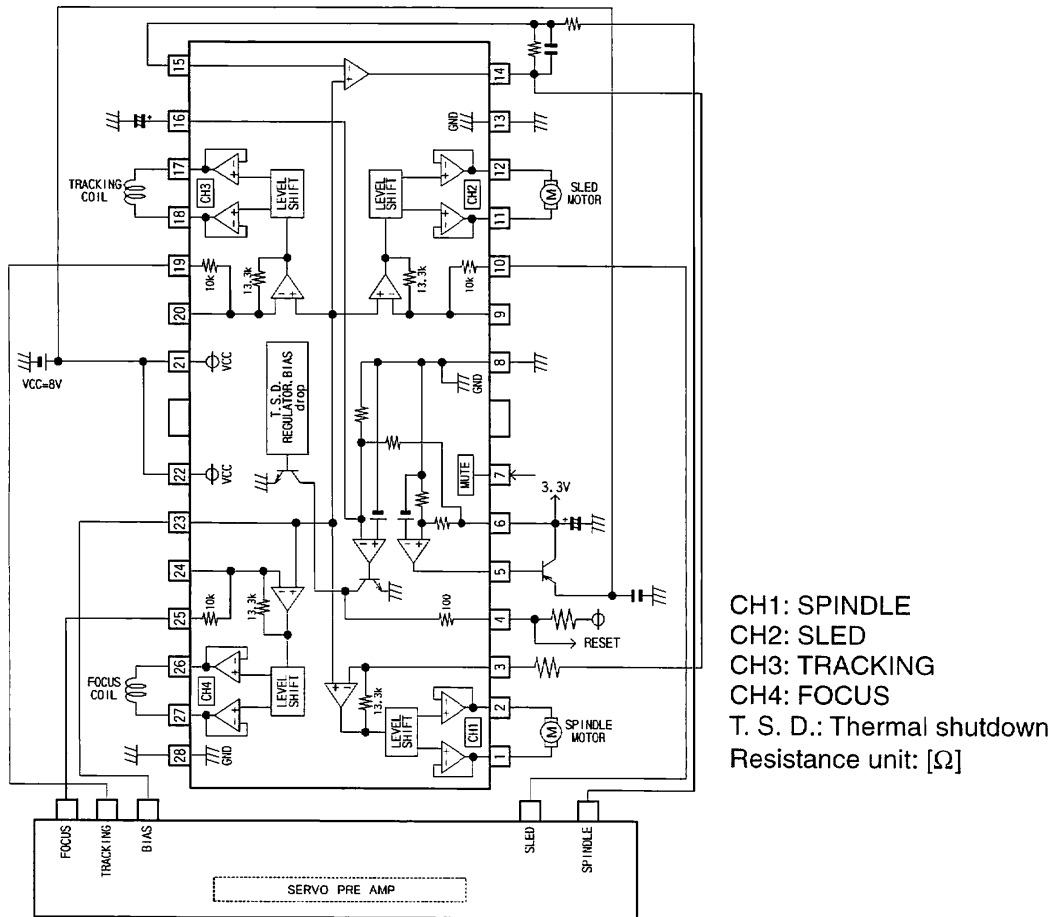 15
14
16
GND
13
17
CH3
LEVEL SHIFT
LEVEL SHIFT
CH2
12
TRACKING COIL
SLED MOTOR
M
18
11
19
10k
13.3k
13.3k
10k
10
20
9
21
VCC
VCC=8V
T. S. D. REGULATOR, BIAS drop
8
GND
22
VCC
MUTE
7
3.3V
23
6
24
5
25
10k
13.3k
100
4
RESET
26
FOCUS COIL
CH4
LEVEL SHIFT
3
13.3k
27
LEVEL SHIFT
CH1
2
SPINDLE MOTOR
M
28
GND
1
CH1: SPINDLE
CH2: SLED
CH3: TRACKING
CH4: FOCUS
T. S. D.: Thermal shutdown
Resistance unit: [Ω]
FOCUS
TRACKING
BIAS
SLED
SPINDLE
SERVO PRE AMP